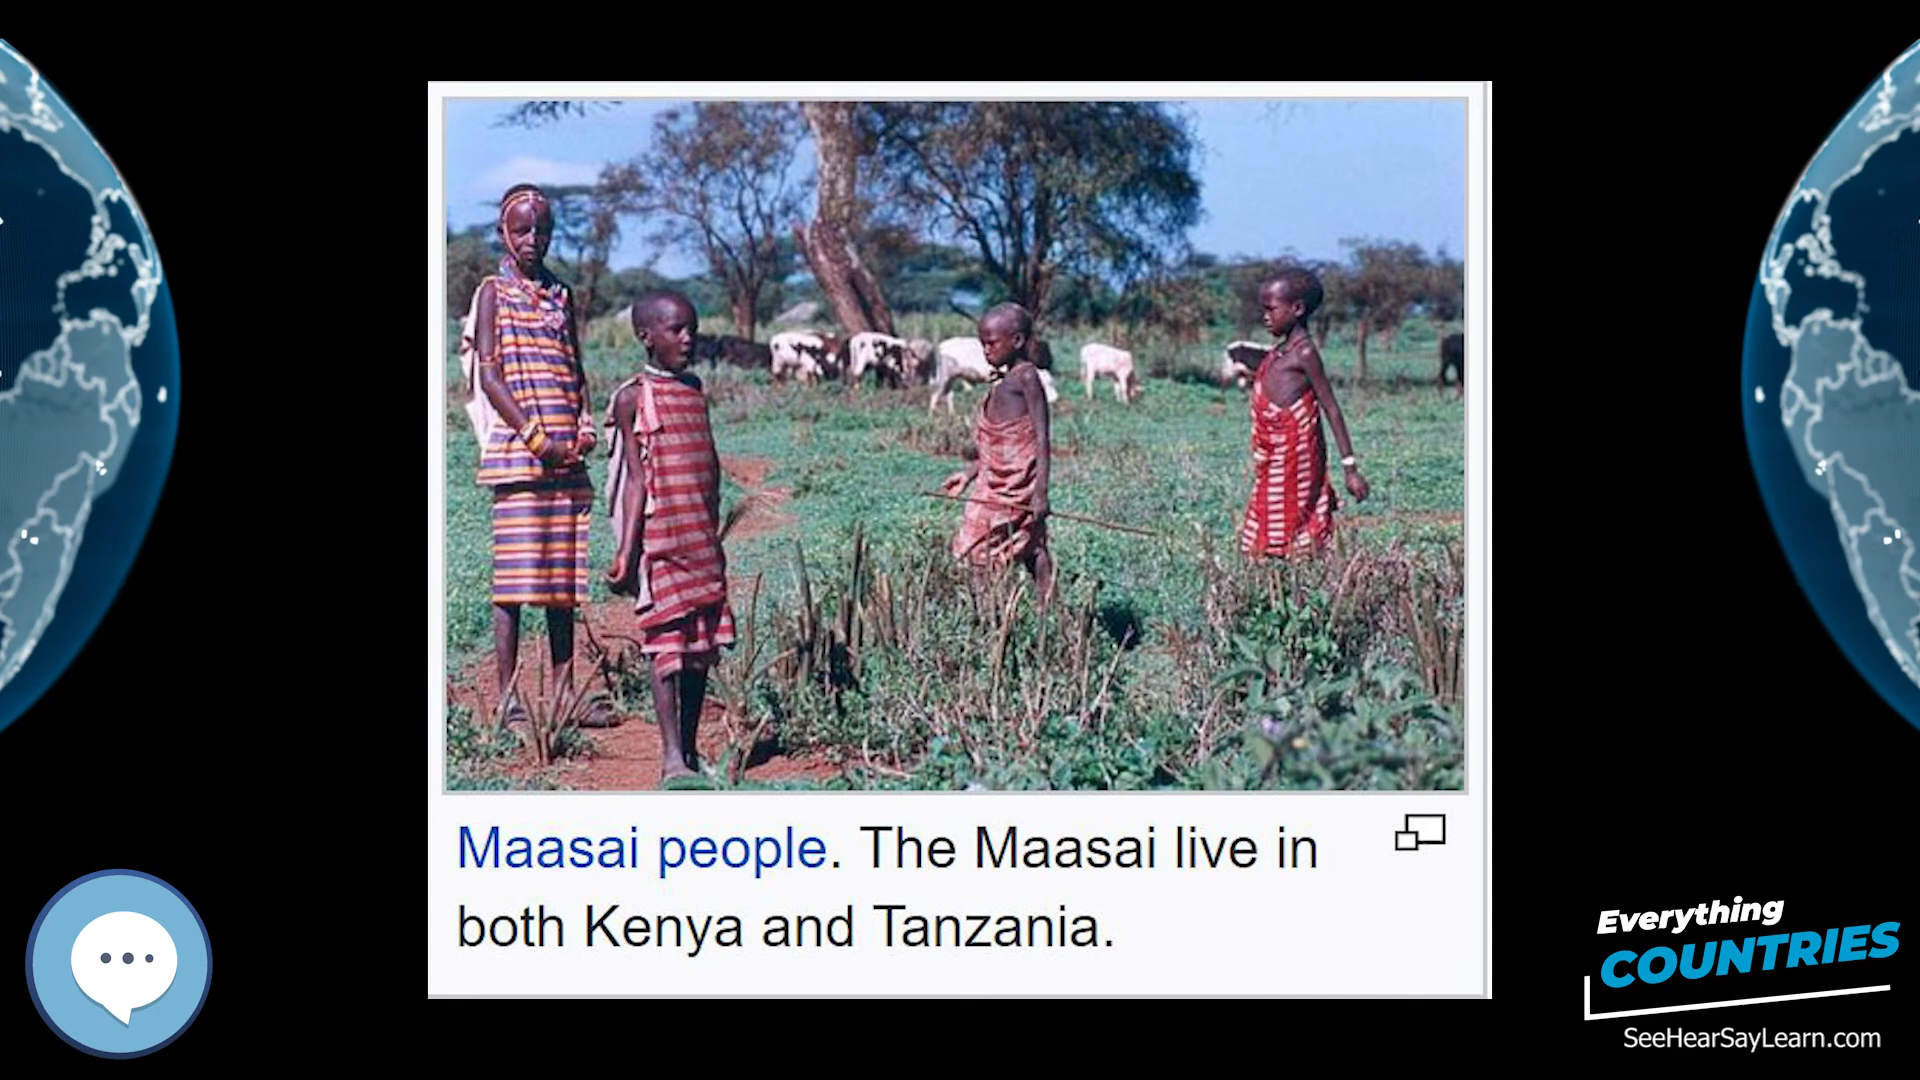 Maasai people. The Maasai live in
both Kenya and Tanzania.
Everything
COUNTRIES
SeeHearSayLearn.com